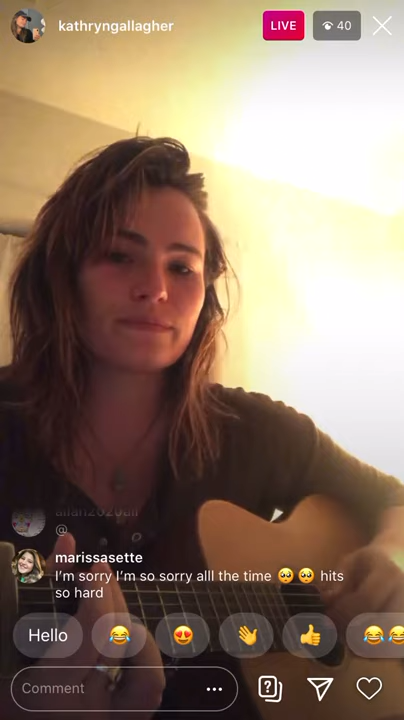 kathryngallagher
LIVE
40
@
marissasette
I'm sorry I'm so sorry alll the time 🥺 🥺 hits
so hard
Hello 😂 😍 👋 👍 😂😂
Comment